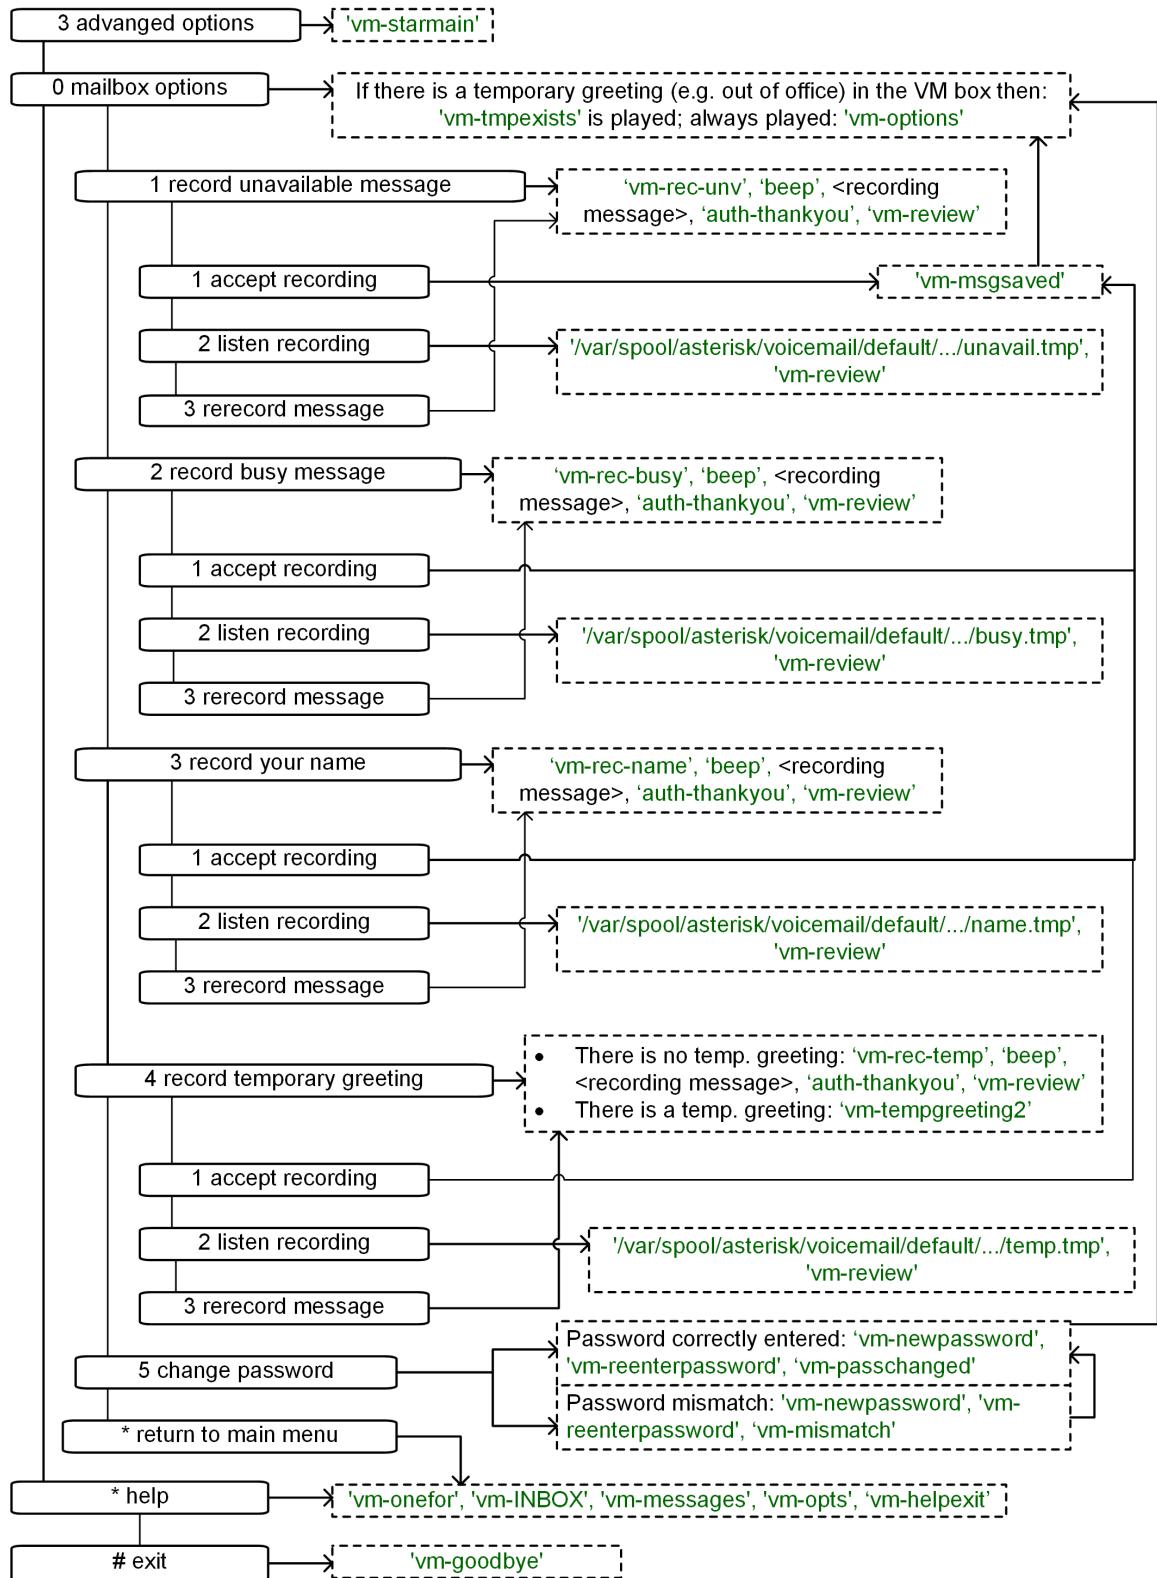 3 advanged options
'vm-starmain'
0 mailbox options
If there is a temporary greeting (e.g. out of office) in the VM box then:
'vm-tmpexists' is played; always played: 'vm-options'
1 record unavailable message
‘vm-rec-unv’, ‘beep’, <recording
message>, ‘auth-thankyou’, ‘vm-review’
1 accept recording
'vm-msgsaved'
2 listen recording
'/var/spool/asterisk/voicemail/default/.../unavail.tmp',
'vm-review'
3 rerecord message
2 record busy message
‘vm-rec-busy’, ‘beep’, <recording
message>, ‘auth-thankyou’, ‘vm-review’
1 accept recording
2 listen recording
'/var/spool/asterisk/voicemail/default/.../busy.tmp',
'vm-review'
3 rerecord message
3 record your name
‘vm-rec-name’, ‘beep’, <recording
message>, ‘auth-thankyou’, ‘vm-review’
1 accept recording
2 listen recording
'/var/spool/asterisk/voicemail/default/.../name.tmp',
'vm-review'
3 rerecord message
4 record temporary greeting
• There is no temp. greeting: ‘vm-rec-temp’, ‘beep’,
<recording message>, ‘auth-thankyou’, ‘vm-review’
• There is a temp. greeting: ‘vm-tempgreeting2’
1 accept recording
2 listen recording
'/var/spool/asterisk/voicemail/default/.../temp.tmp',
'vm-review'
3 rerecord message
5 change password
Password correctly entered: ‘vm-newpassword',
'vm-reenterpassword', ‘vm-passchanged’
Password mismatch: 'vm-newpassword', 'vm-
reenterpassword', ‘vm-mismatch’
* return to main menu
* help
'vm-onefor', 'vm-INBOX', 'vm-messages', 'vm-opts', ‘vm-helpexit’
# exit
'vm-goodbye'